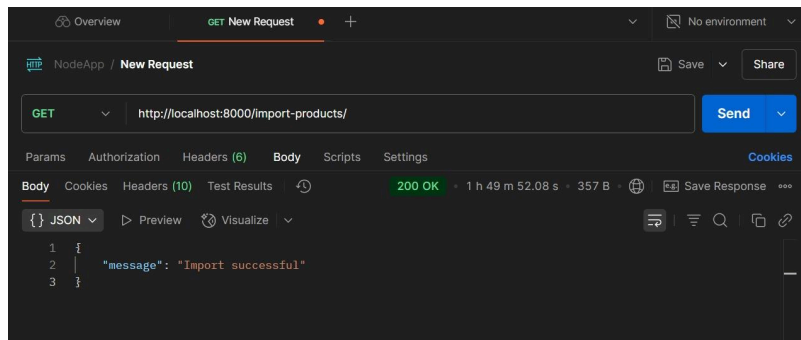 Overview GET New Request No environment
HTTP NodeApp / New Request Save Share
GET http://localhost:8000/import-products/ Send
Params Authorization Headers (6) Body Scripts Settings Cookies
Body Cookies Headers (10) Test Results 200 OK • 1 h 49 m 52.08 s • 357 B e.g. Save Response
{} JSON Preview Visualize
1 {
2 "message": "Import successful"
3 }